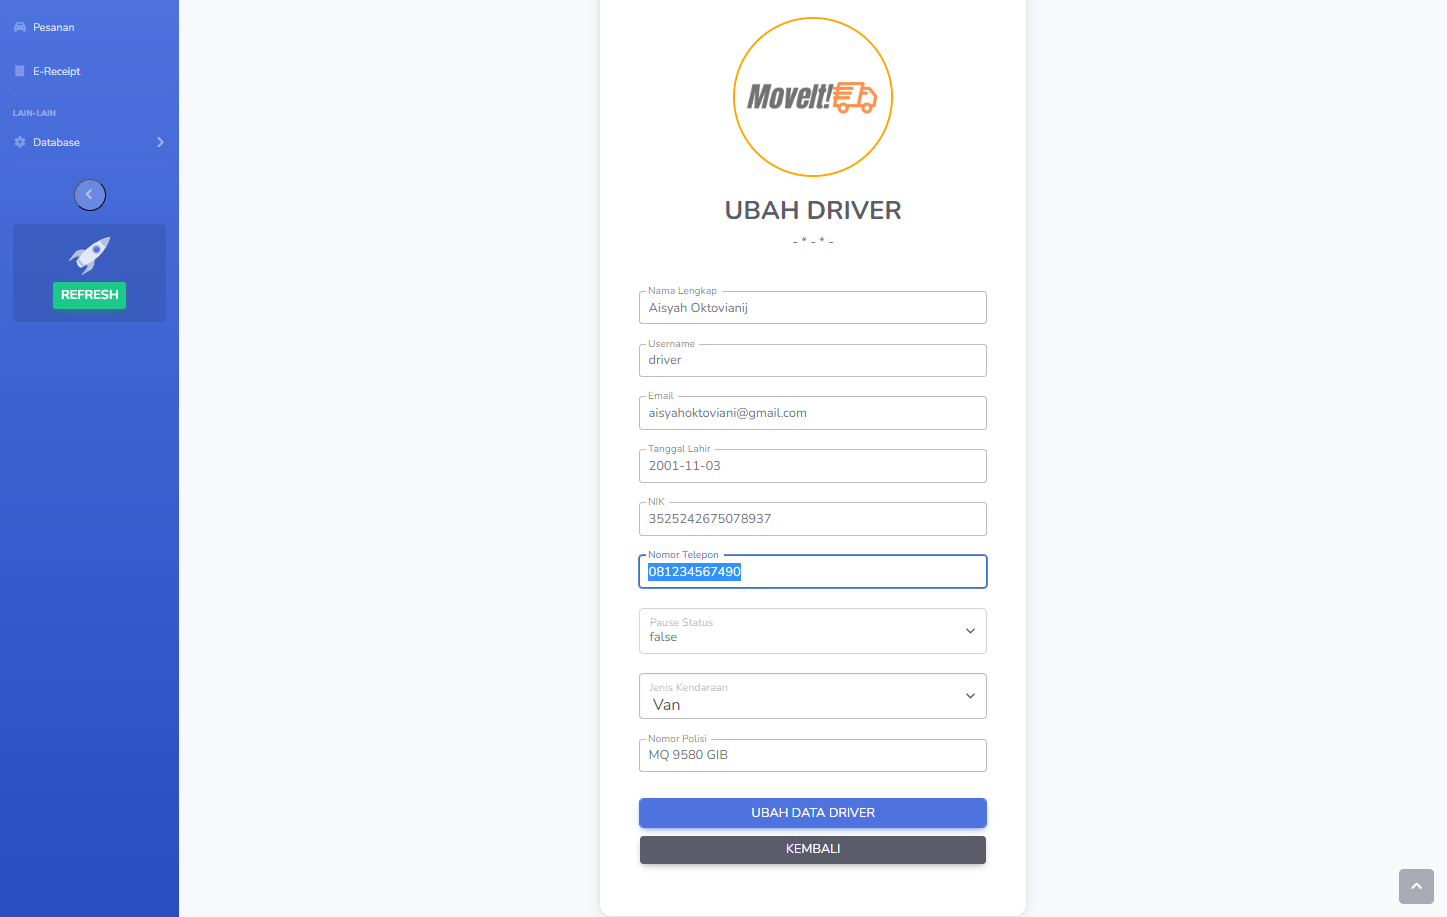 Pesanan
E-Receipt
LAIN-LAIN
Database
REFRESH
MoveIt!
UBAH DRIVER
- * - * -
Nama Lengkap
Aisyah Oktovianij
Username
driver
Email
aisyahoktoviani@gmail.com
Tanggal Lahir
2001-11-03
NIK
3525242675078937
Nomor Telepon
081234567490
Pause Status
false
Jenis Kendaraan
Van
Nomor Polisi
MQ 9580 GIB
UBAH DATA DRIVER
KEMBALI